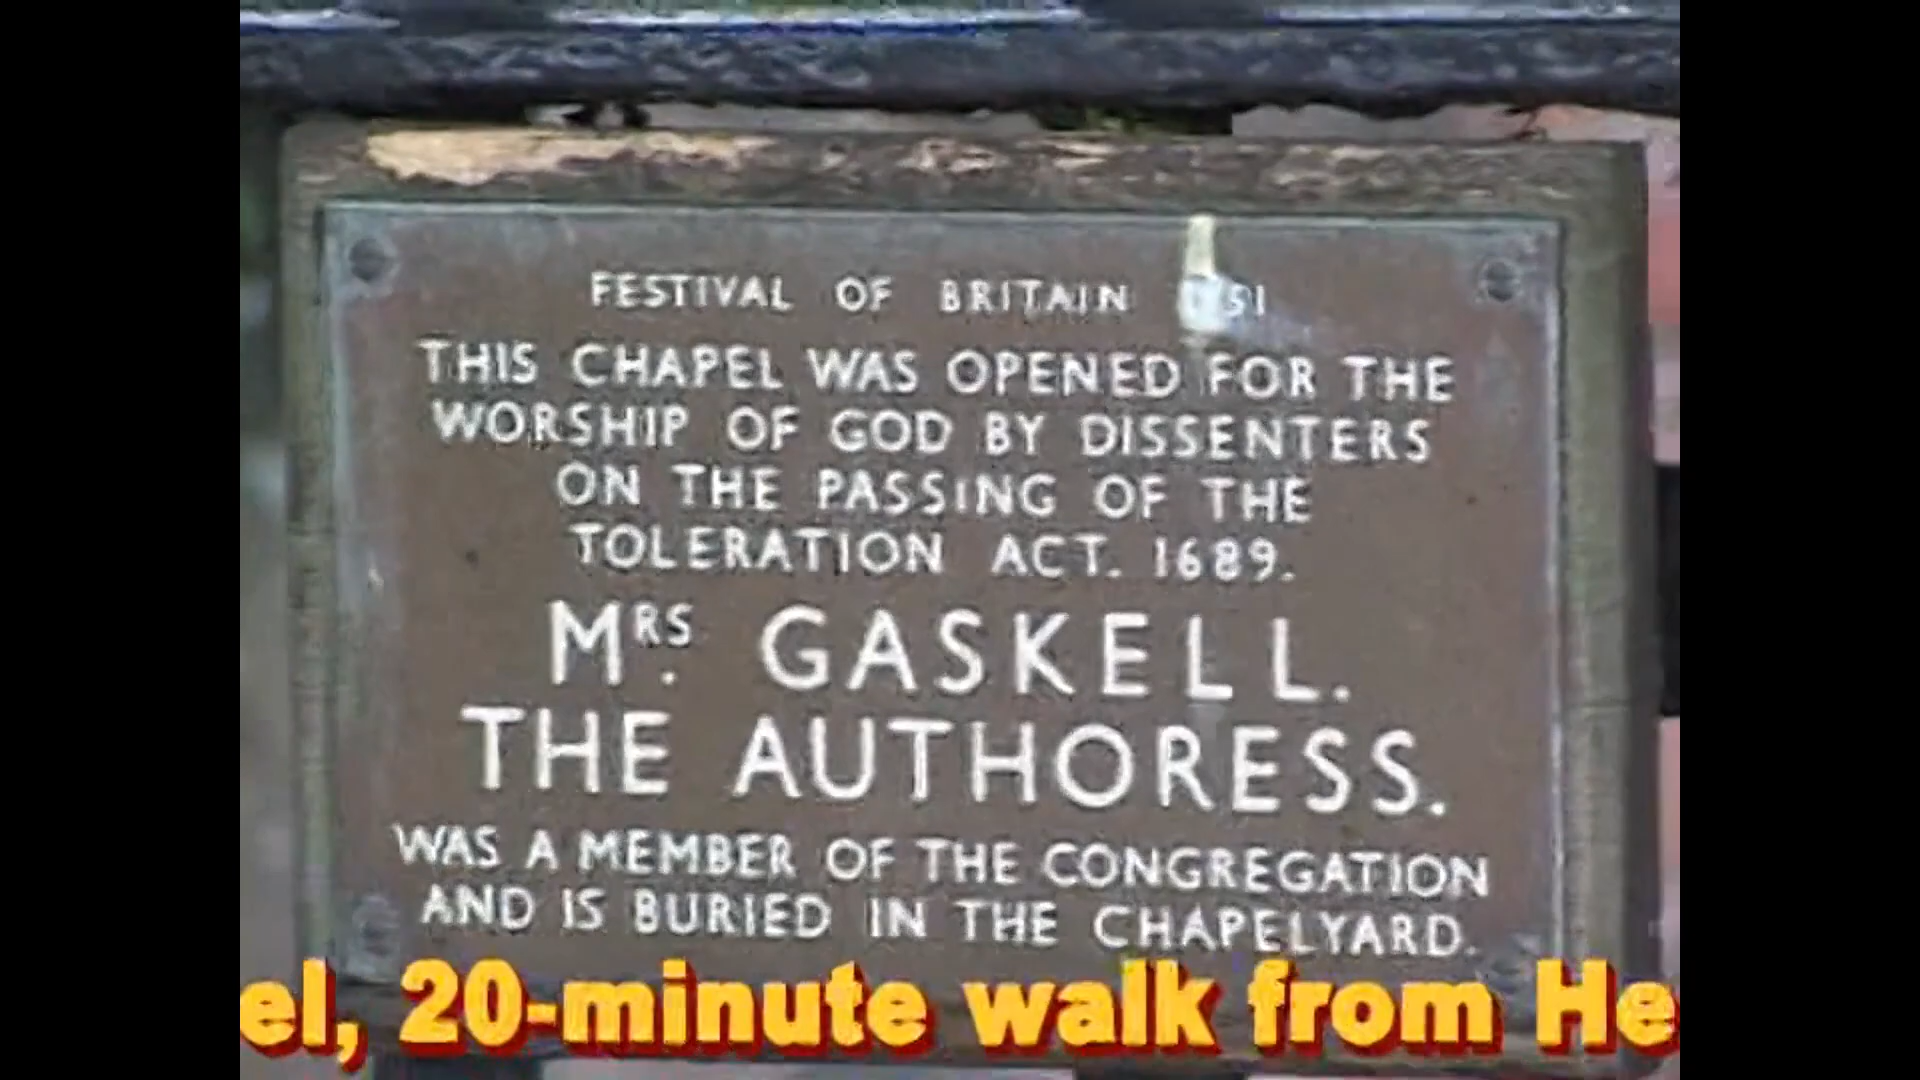 FESTIVAL OF BRITAIN
THIS CHAPEL WAS OPENED FOR THE
WORSHIP OF GOD BY DISSENTERS
ON THE PASSING OF THE
TOLERATION ACT. 1689.
MRS. GASKELL.
THE AUTHORESS.
WAS A MEMBER OF THE CONGREGATION
AND IS BURIED IN THE CHAPELYARD.
el, 20-minute walk from He